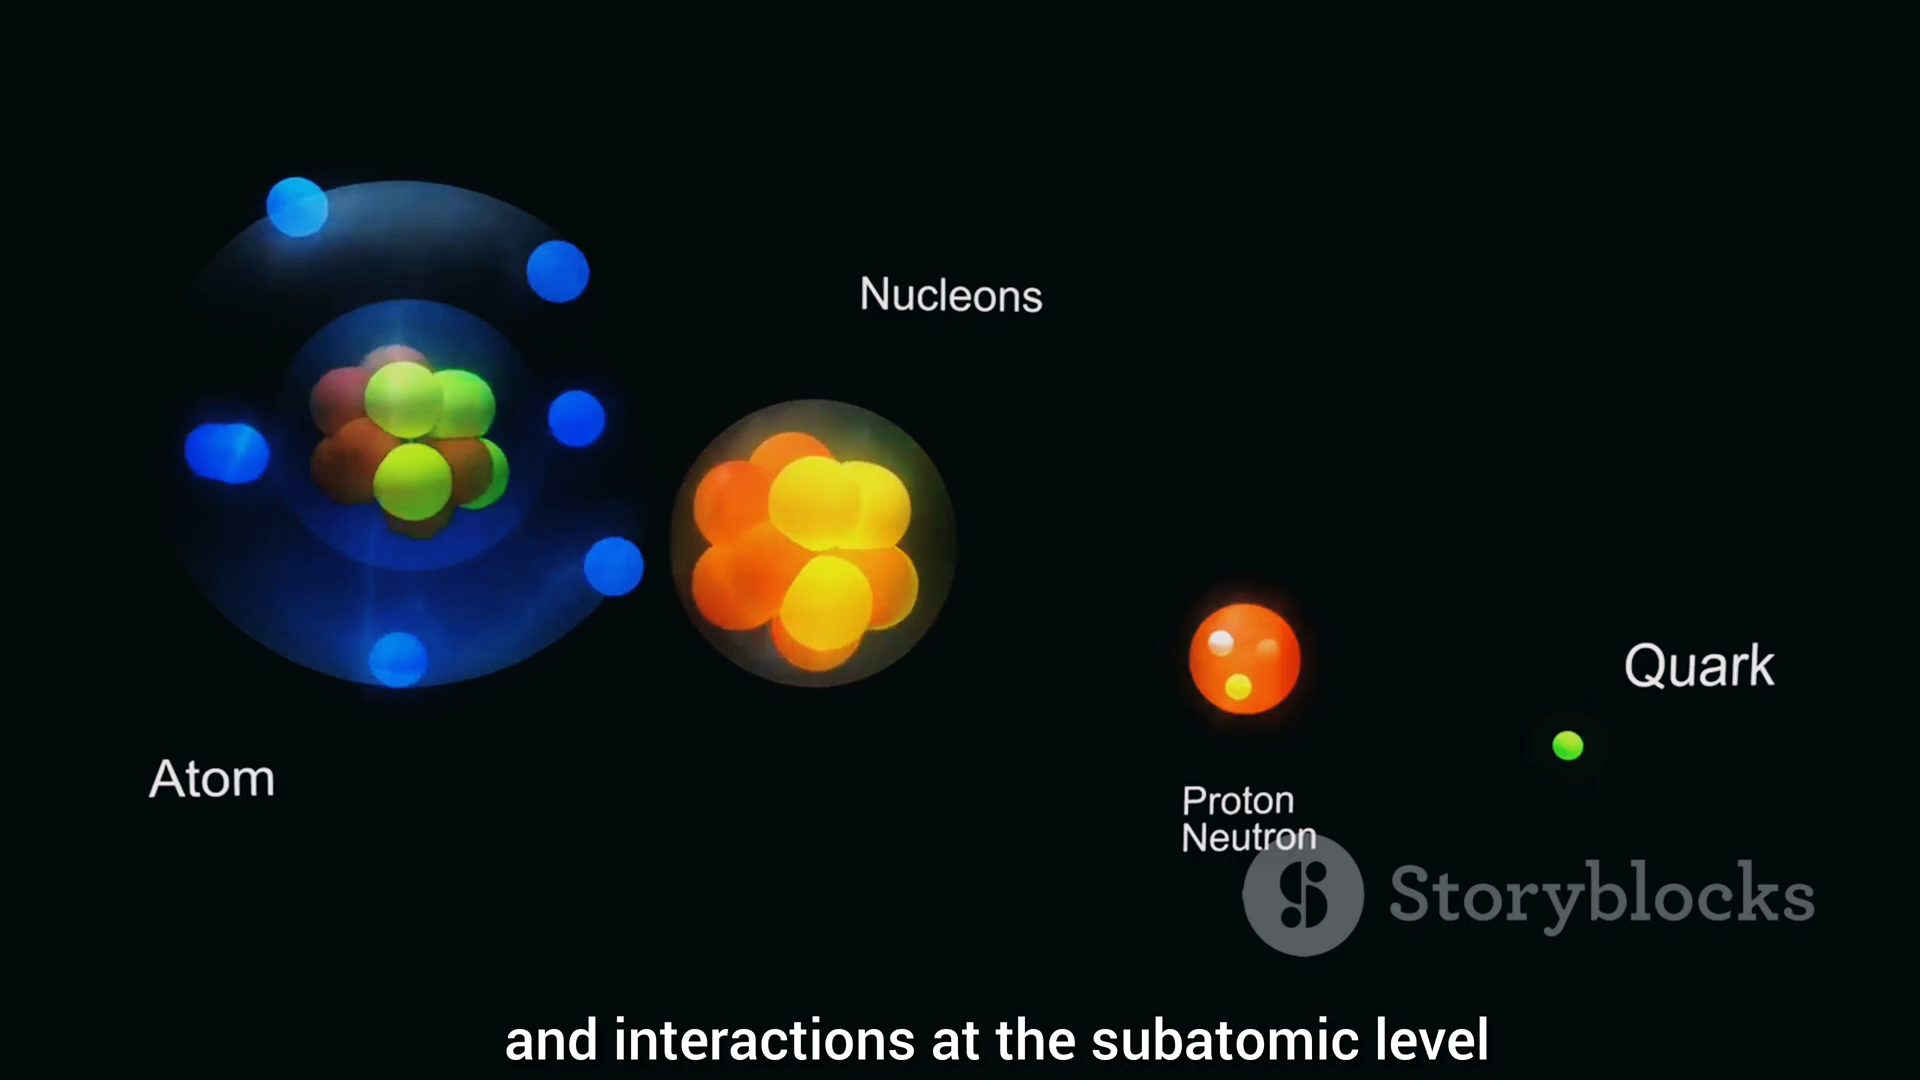 Nucleons
Quark
Atom
Proton
Neutron
Storyblocks
and interactions at the subatomic level